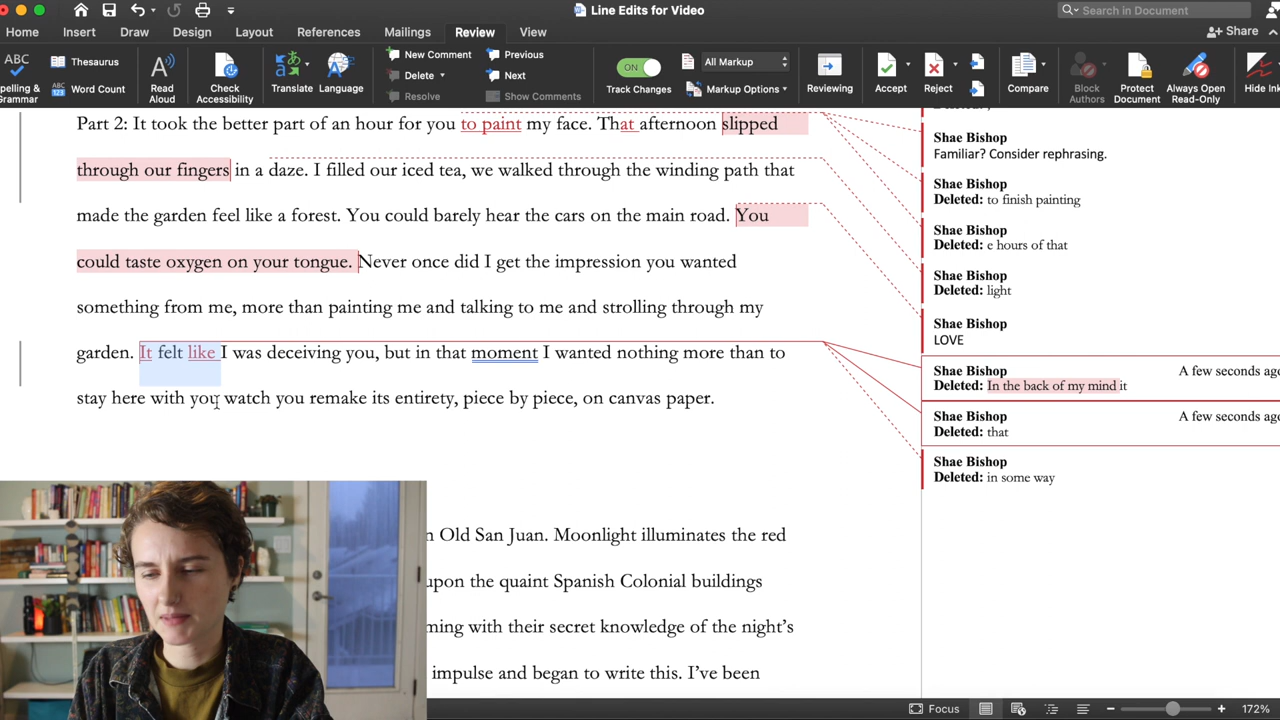 Line Edits for Video
Search in Document
Home Insert Draw Design Layout References Mailings Review View Share
ABC Spelling & Grammar
Thesaurus
ABC Word Count
Read Aloud
Check Accessibility
Translate Language
New Comment Previous
Delete Next
Resolve Show Comments
ON Track Changes
All Markup
Markup Options
Reviewing
Accept Reject
Compare
Block Authors
Protect Document
Always Open Read-Only
Hide Ink
Part 2: It took the better part of an hour for you to paint my face. That afternoon slipped
through our fingers in a daze. I filled our iced tea, we walked through the winding path that
made the garden feel like a forest. You could barely hear the cars on the main road. You
could taste oxygen on your tongue. Never once did I get the impression you wanted
something from me, more than painting me and talking to me and strolling through my
garden. It felt like I was deceiving you, but in that moment I wanted nothing more than to
stay here with you watch you remake its entirety, piece by piece, on canvas paper.
Old San Juan. Moonlight illuminates the red
upon the quaint Spanish Colonial buildings
ming with their secret knowledge of the night's
impulse and began to write this. I've been
Shae Bishop
Familiar? Consider rephrasing.
Shae Bishop
Deleted: to finish painting
Shae Bishop
Deleted: e hours of that
Shae Bishop
Deleted: light
Shae Bishop
LOVE
Shae Bishop A few seconds ago
Deleted: In the back of my mind it
Shae Bishop A few seconds ago
Deleted: that
Shae Bishop
Deleted: in some way
Focus
172%